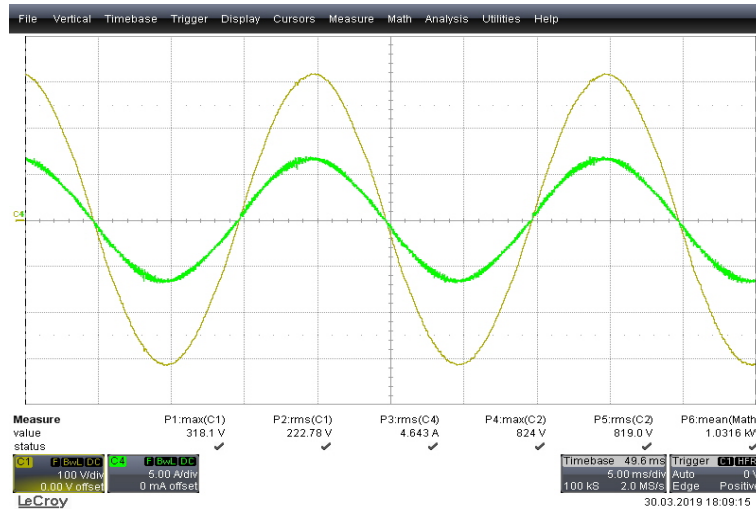 File Vertical Timebase Trigger Display Cursors Measure Math Analysis Utilities Help
C4
Measure P1:max(C1) P2:rms(C1) P3:rms(C4) P4:max(C2) P5:rms(C2) P6:mean(Math
value 318.1 V 222.78 V 4.643 A 824 V 819.0 V 1.0316 kV
status
C1 F BwL DC C4 F BwL DC Timebase 49.6 ms Trigger C1 HFR
100 V/div 5.00 A/div 5.00 ms/div Auto 0 V
0.00 V offset 0 mA offset 100 kS 2.0 MS/s Edge Positive
LeCroy 30.03.2019 18:09:15